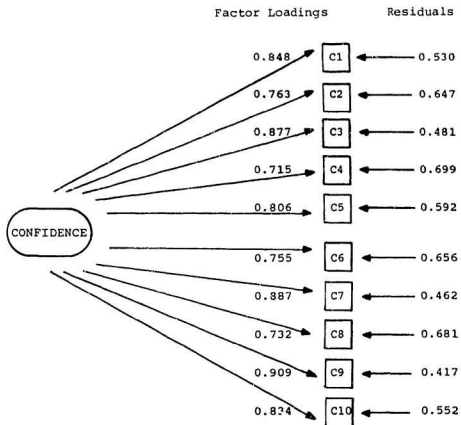 Factor Loadings Residuals
0.848 C1 0.530
0.763 C2 0.647
0.877 C3 0.481
0.715 C4 0.699
0.806 C5 0.592
CONFIDENCE
0.755 C6 0.656
0.887 C7 0.462
0.732 C8 0.681
0.909 C9 0.417
0.834 C10 0.552